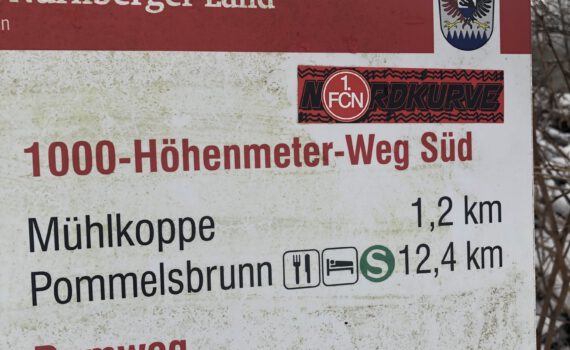 Nürnberger Land
n
1. FCN NORDKURVE
1000-Höhenmeter-Weg Süd
Mühlkoppe 1,2 km
Pommelsbrunn S 12,4 km